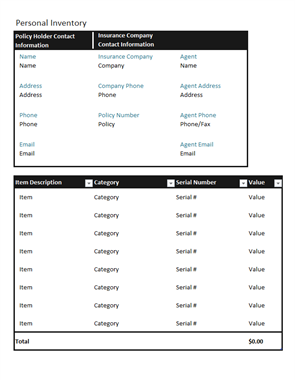 Personal Inventory
Policy Holder Contact Information
Insurance Company Contact Information
Name Insurance Company Agent
Name Company Name
Address Company Phone Agent Address
Address Phone Address
Phone Policy Number Agent Phone
Phone Policy Phone/Fax
Email Agent Email
Email Email
Item Description Category Serial Number Value
Item Category Serial # Value
Item Category Serial # Value
Item Category Serial # Value
Item Category Serial # Value
Item Category Serial # Value
Item Category Serial # Value
Item Category Serial # Value
Item Category Serial # Value
Total $0.00